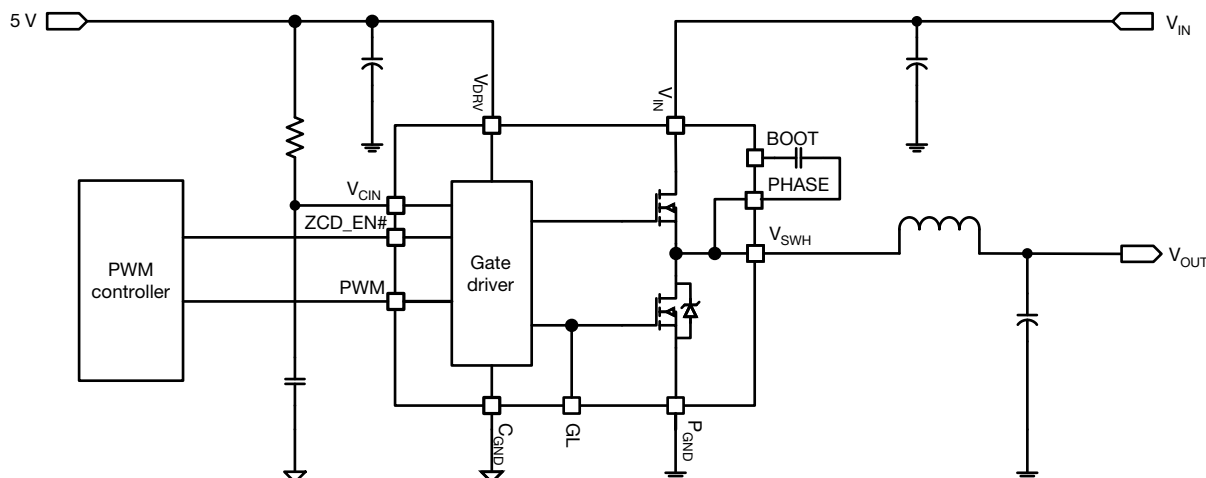 5 V
V_IN
V_DRV
V_IN
BOOT
PHASE
V_CIN
ZCD_EN#
V_SWH
V_OUT
PWM
controller
Gate
driver
PWM
C_GND
GL
P_GND